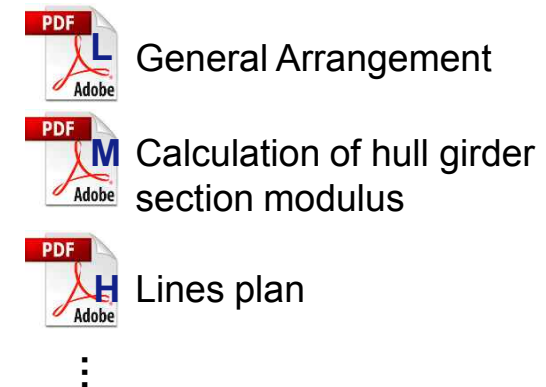 PDF
L
Adobe
General Arrangement
PDF
M
Adobe
Calculation of hull girder
section modulus
PDF
H
Adobe
Lines plan
⋮